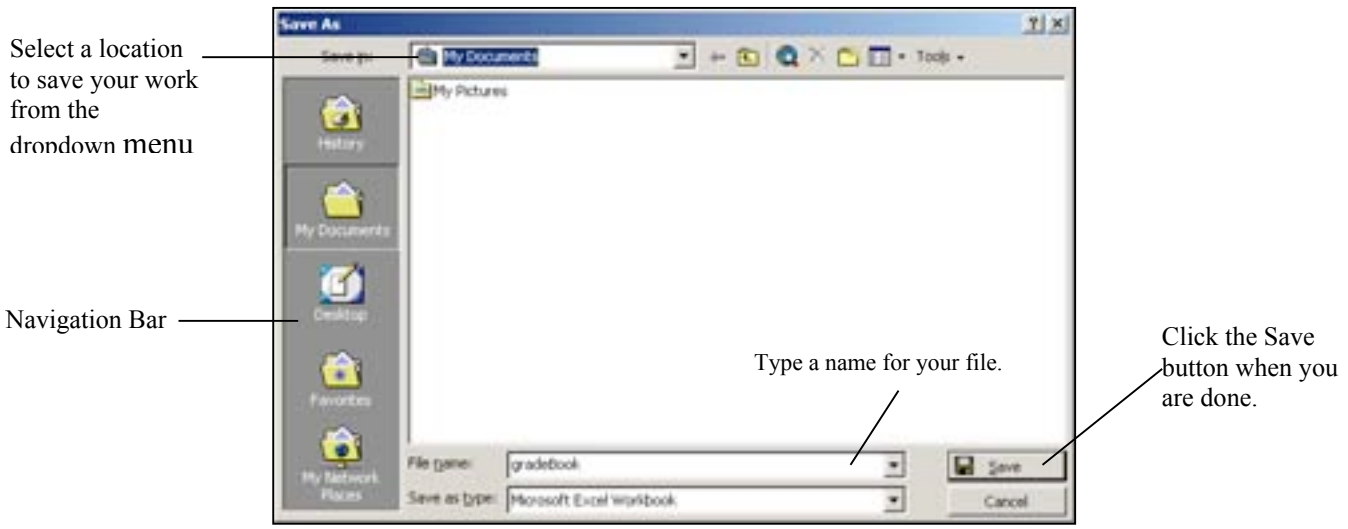 Save As
Select a location
to save your work
from the
dropdown menu
Save in:
My Documents
Tools
My Pictures
History
My Documents
Desktop
Navigation Bar
Favorites
My Network
Places
Type a name for your file.
Click the Save
button when you
are done.
File name:
gradeBook
Save
Save as type:
Microsoft Excel Workbook
Cancel